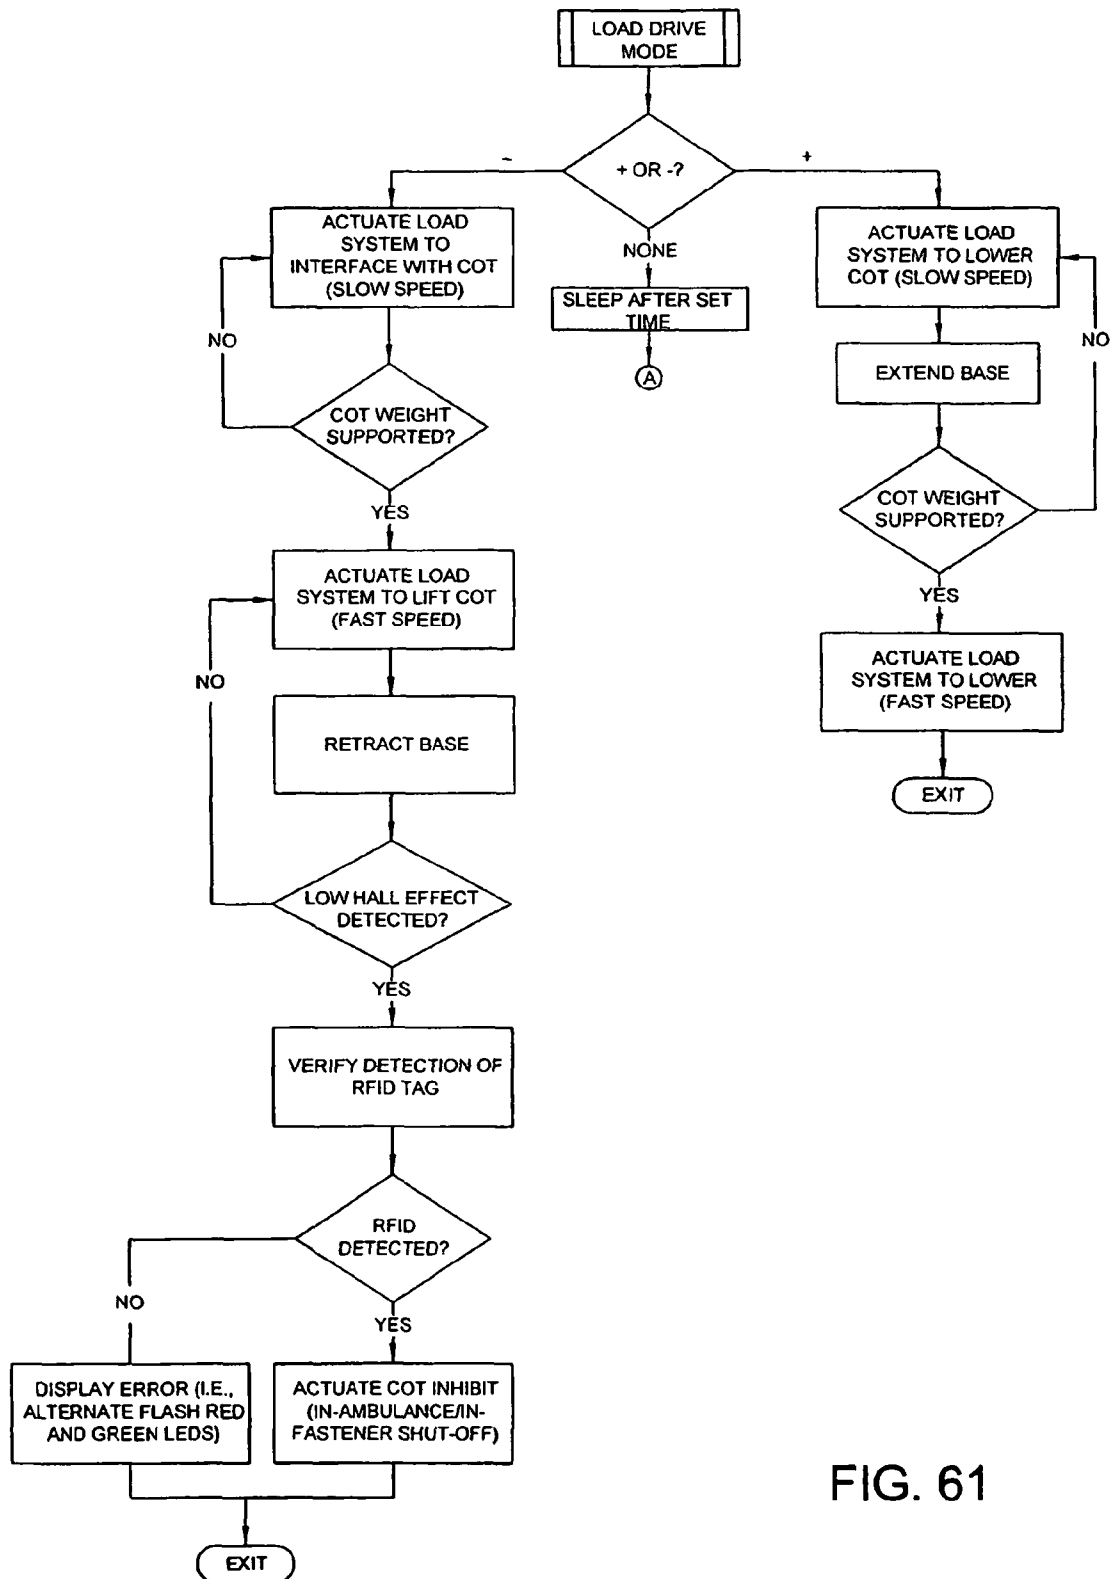 LOAD DRIVE
MODE
+ OR -?
-
+
NONE
SLEEP AFTER SET
TIME
A
ACTUATE LOAD
SYSTEM TO
INTERFACE WITH COT
(SLOW SPEED)
NO
COT WEIGHT
SUPPORTED?
YES
ACTUATE LOAD
SYSTEM TO LIFT COT
(FAST SPEED)
NO
RETRACT BASE
LOW HALL EFFECT
DETECTED?
YES
VERIFY DETECTION OF
RFID TAG
RFID
DETECTED?
NO
YES
DISPLAY ERROR (I.E.,
ALTERNATE FLASH RED
AND GREEN LEDS)
ACTUATE COT INHIBIT
(IN-AMBULANCE/IN-
FASTENER SHUT-OFF)
EXIT
ACTUATE LOAD
SYSTEM TO LOWER
COT (SLOW SPEED)
NO
EXTEND BASE
COT WEIGHT
SUPPORTED?
YES
ACTUATE LOAD
SYSTEM TO LOWER
(FAST SPEED)
EXIT
FIG. 61